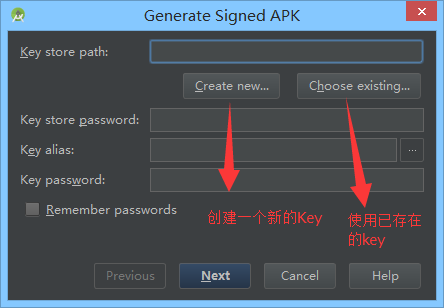 Generate Signed APK
Key store path:
Create new...
Choose existing...
Key store password:
Key alias:
...
Key password:
Remember passwords
创建一个新的Key
使用已存在
的key
Previous
Next
Cancel
Help